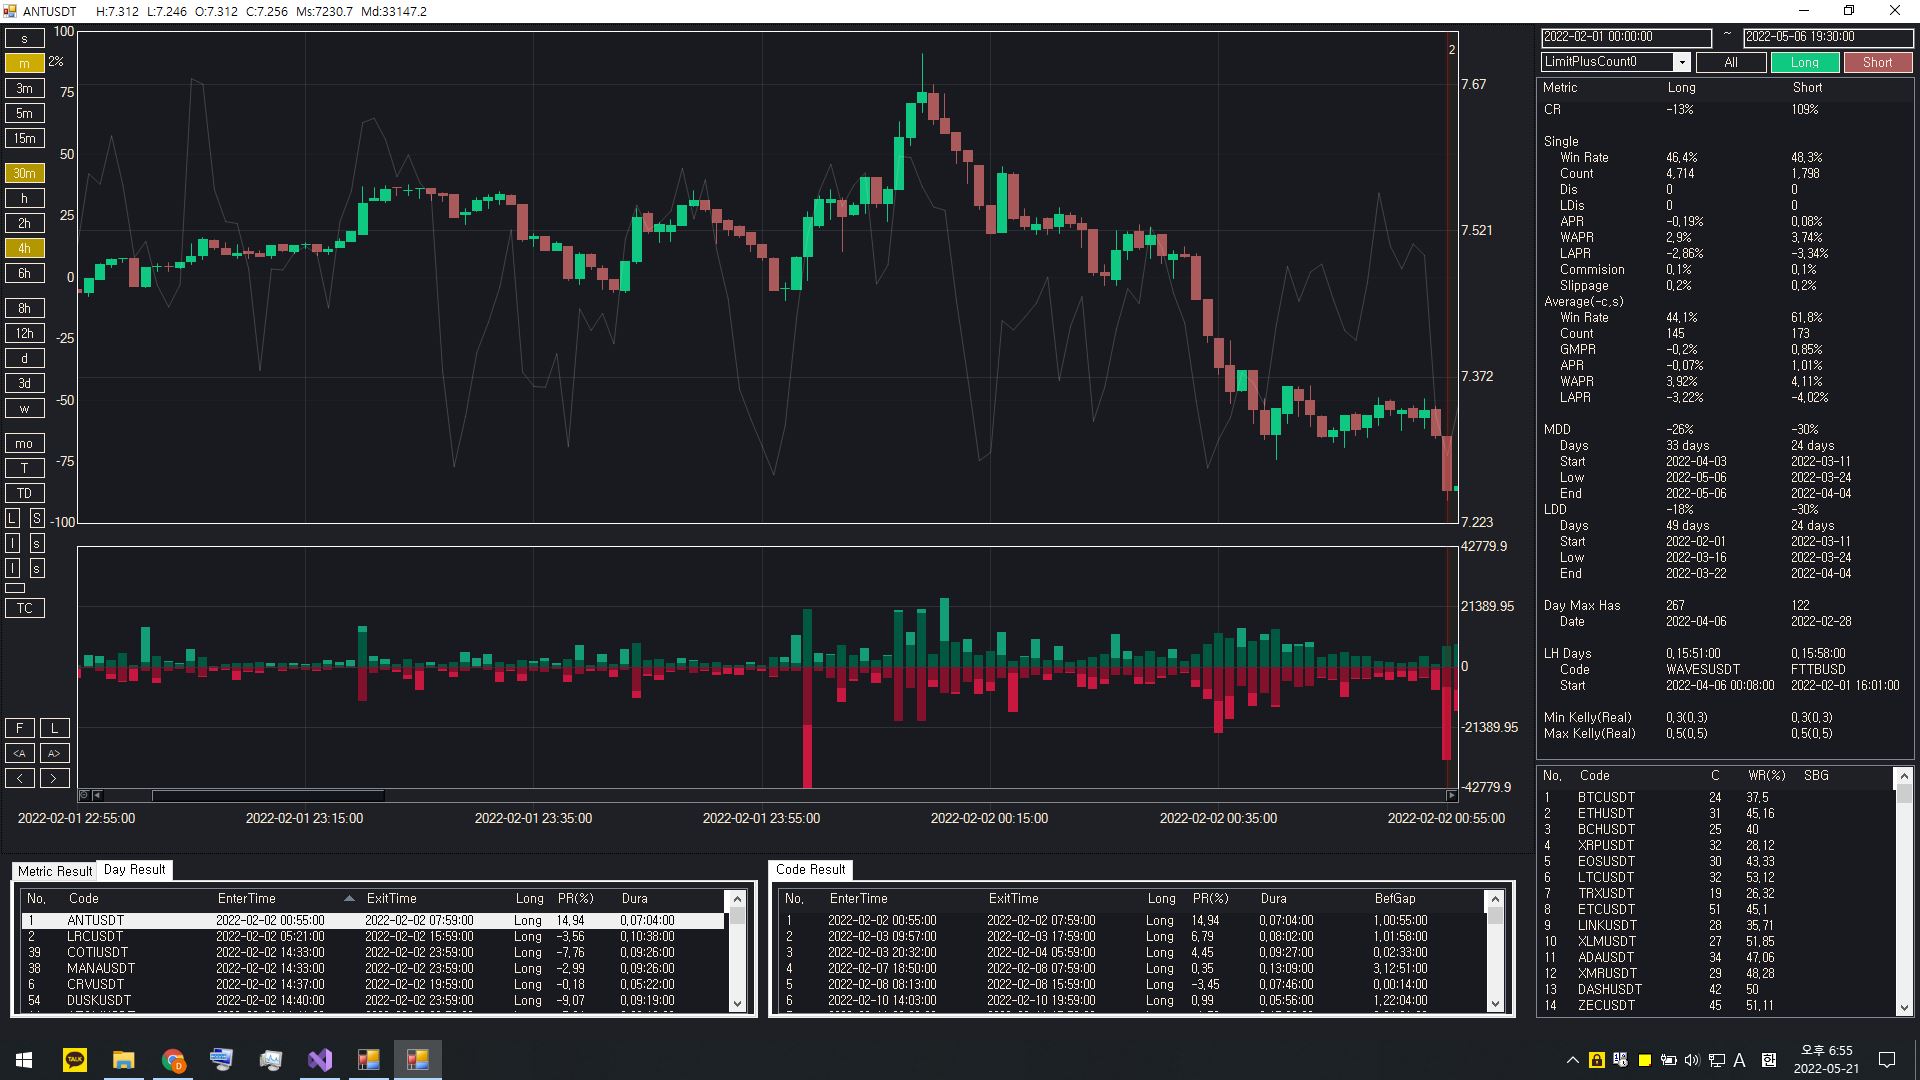 ANTUSDT H:7.312 L:7.246 O:7.312 C:7.256 Ms:7230.7 Md:33147.2
s
m
3m
5m
15m
30m
h
2h
4h
6h
8h
12h
d
3d
w
mo
T
TD
L S
l s
l s
TC
F L
<A A>
< >
100
2%
75
50
25
0
-25
-50
-75
-100
2
7.67
7.521
7.372
7.223
42779.9
21389.95
0
-21389.95
-42779.9
2022-02-01 22:55:00 2022-02-01 23:15:00 2022-02-01 23:35:00 2022-02-01 23:55:00 2022-02-02 00:15:00 2022-02-02 00:35:00 2022-02-02 00:55:00
2022-02-01 00:00:00 ~ 2022-05-06 19:30:00
LimitPlusCount0 All Long Short
Metric Long Short
CR -13% 109%
Single
Win Rate 46,4% 48,3%
Count 4,714 1,798
Dis 0 0
LDis 0 0
APR -0,19% 0,08%
WAPR 2,9% 3,74%
LAPR -2,86% -3,34%
Commision 0,1% 0,1%
Slippage 0,2% 0,2%
Average(-c,s)
Win Rate 44,1% 61,8%
Count 145 173
GMPR -0,2% 0,85%
APR -0,07% 1,01%
WAPR 3,92% 4,11%
LAPR -3,22% -4,02%
MDD -26% -30%
Days 33 days 24 days
Start 2022-04-03 2022-03-11
Low 2022-05-06 2022-03-24
End 2022-05-06 2022-04-04
LDD -18% -30%
Days 49 days 24 days
Start 2022-02-01 2022-03-11
Low 2022-03-16 2022-03-24
End 2022-03-22 2022-04-04
Day Max Has 267 122
Date 2022-04-06 2022-02-28
LH Days 0,15:51:00 0,15:58:00
Code WAVESUSDT FTTBUSD
Start 2022-04-06 00:08:00 2022-02-01 16:01:00
Min Kelly(Real) 0,3(0,3) 0,3(0,3)
Max Kelly(Real) 0,5(0,5) 0,5(0,5)
No, Code C WR(%) SBG
1 BTCUSDT 24 37,5
2 ETHUSDT 31 45,16
3 BCHUSDT 25 40
4 XRPUSDT 32 28,12
5 EOSUSDT 30 43,33
6 LTCUSDT 32 53,12
7 TRXUSDT 19 26,32
8 ETCUSDT 51 45,1
9 LINKUSDT 28 35,71
10 XLMUSDT 27 51,85
11 ADAUSDT 34 47,06
12 XMRUSDT 29 48,28
13 DASHUSDT 42 50
14 ZECUSDT 45 51,11
Metric Result Day Result
No, Code EnterTime ExitTime Long PR(%) Dura
1 ANTUSDT 2022-02-02 00:55:00 2022-02-02 07:59:00 Long 14,94 0,07:04:00
2 LRCUSDT 2022-02-02 05:21:00 2022-02-02 15:59:00 Long -3,56 0,10:38:00
39 COTIUSDT 2022-02-02 14:33:00 2022-02-02 23:59:00 Long -7,76 0,09:26:00
38 MANAUSDT 2022-02-02 14:33:00 2022-02-02 23:59:00 Long -2,99 0,09:26:00
6 CRVUSDT 2022-02-02 14:37:00 2022-02-02 19:59:00 Long -0,18 0,05:22:00
54 DUSKUSDT 2022-02-02 14:40:00 2022-02-02 23:59:00 Long -9,07 0,09:19:00
Code Result
No, EnterTime ExitTime Long PR(%) Dura BefGap
1 2022-02-02 00:55:00 2022-02-02 07:59:00 Long 14,94 0,07:04:00 1,00:55:00
2 2022-02-03 09:57:00 2022-02-03 17:59:00 Long 6,79 0,08:02:00 1,01:58:00
3 2022-02-03 20:32:00 2022-02-04 05:59:00 Long 4,45 0,09:27:00 0,02:33:00
4 2022-02-07 18:50:00 2022-02-08 07:59:00 Long 0,35 0,13:09:00 3,12:51:00
5 2022-02-08 08:13:00 2022-02-08 15:59:00 Long -3,45 0,07:46:00 0,00:14:00
6 2022-02-10 14:03:00 2022-02-10 19:59:00 Long 0,99 0,05:56:00 1,22:04:00
TALK
D
A 한
오후 6:55
2022-05-21